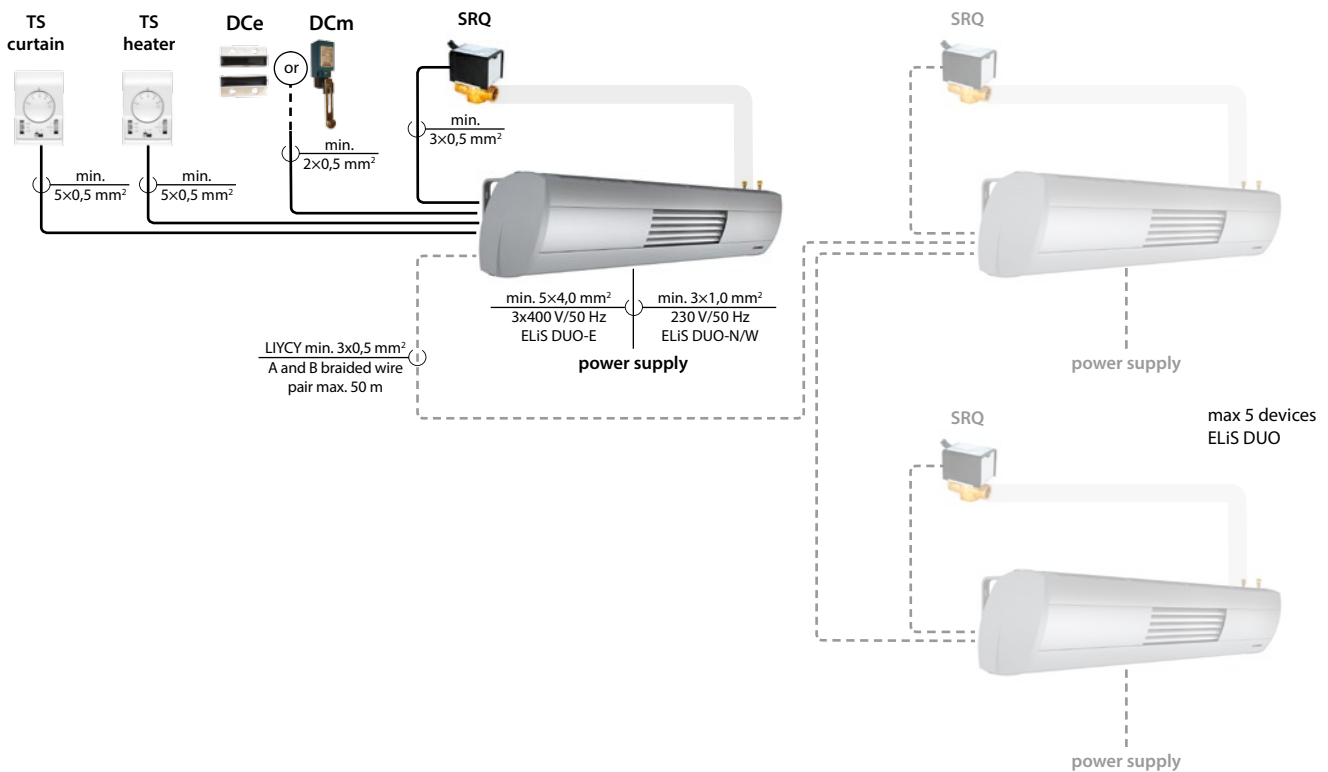 TS
curtain
TS
heater
DCe
or
DCm
SRQ
SRQ
min.
3×0,5 mm²
min.
2×0,5 mm²
min.
5×0,5 mm²
min.
5×0,5 mm²
min. 5×4,0 mm²
3x400 V/50 Hz
ELiS DUO-E
min. 3×1,0 mm²
230 V/50 Hz
ELiS DUO-N/W
power supply
LIYCY min. 3x0,5 mm²
A and B braided wire
pair max. 50 m
power supply
SRQ
max 5 devices
ELiS DUO
power supply